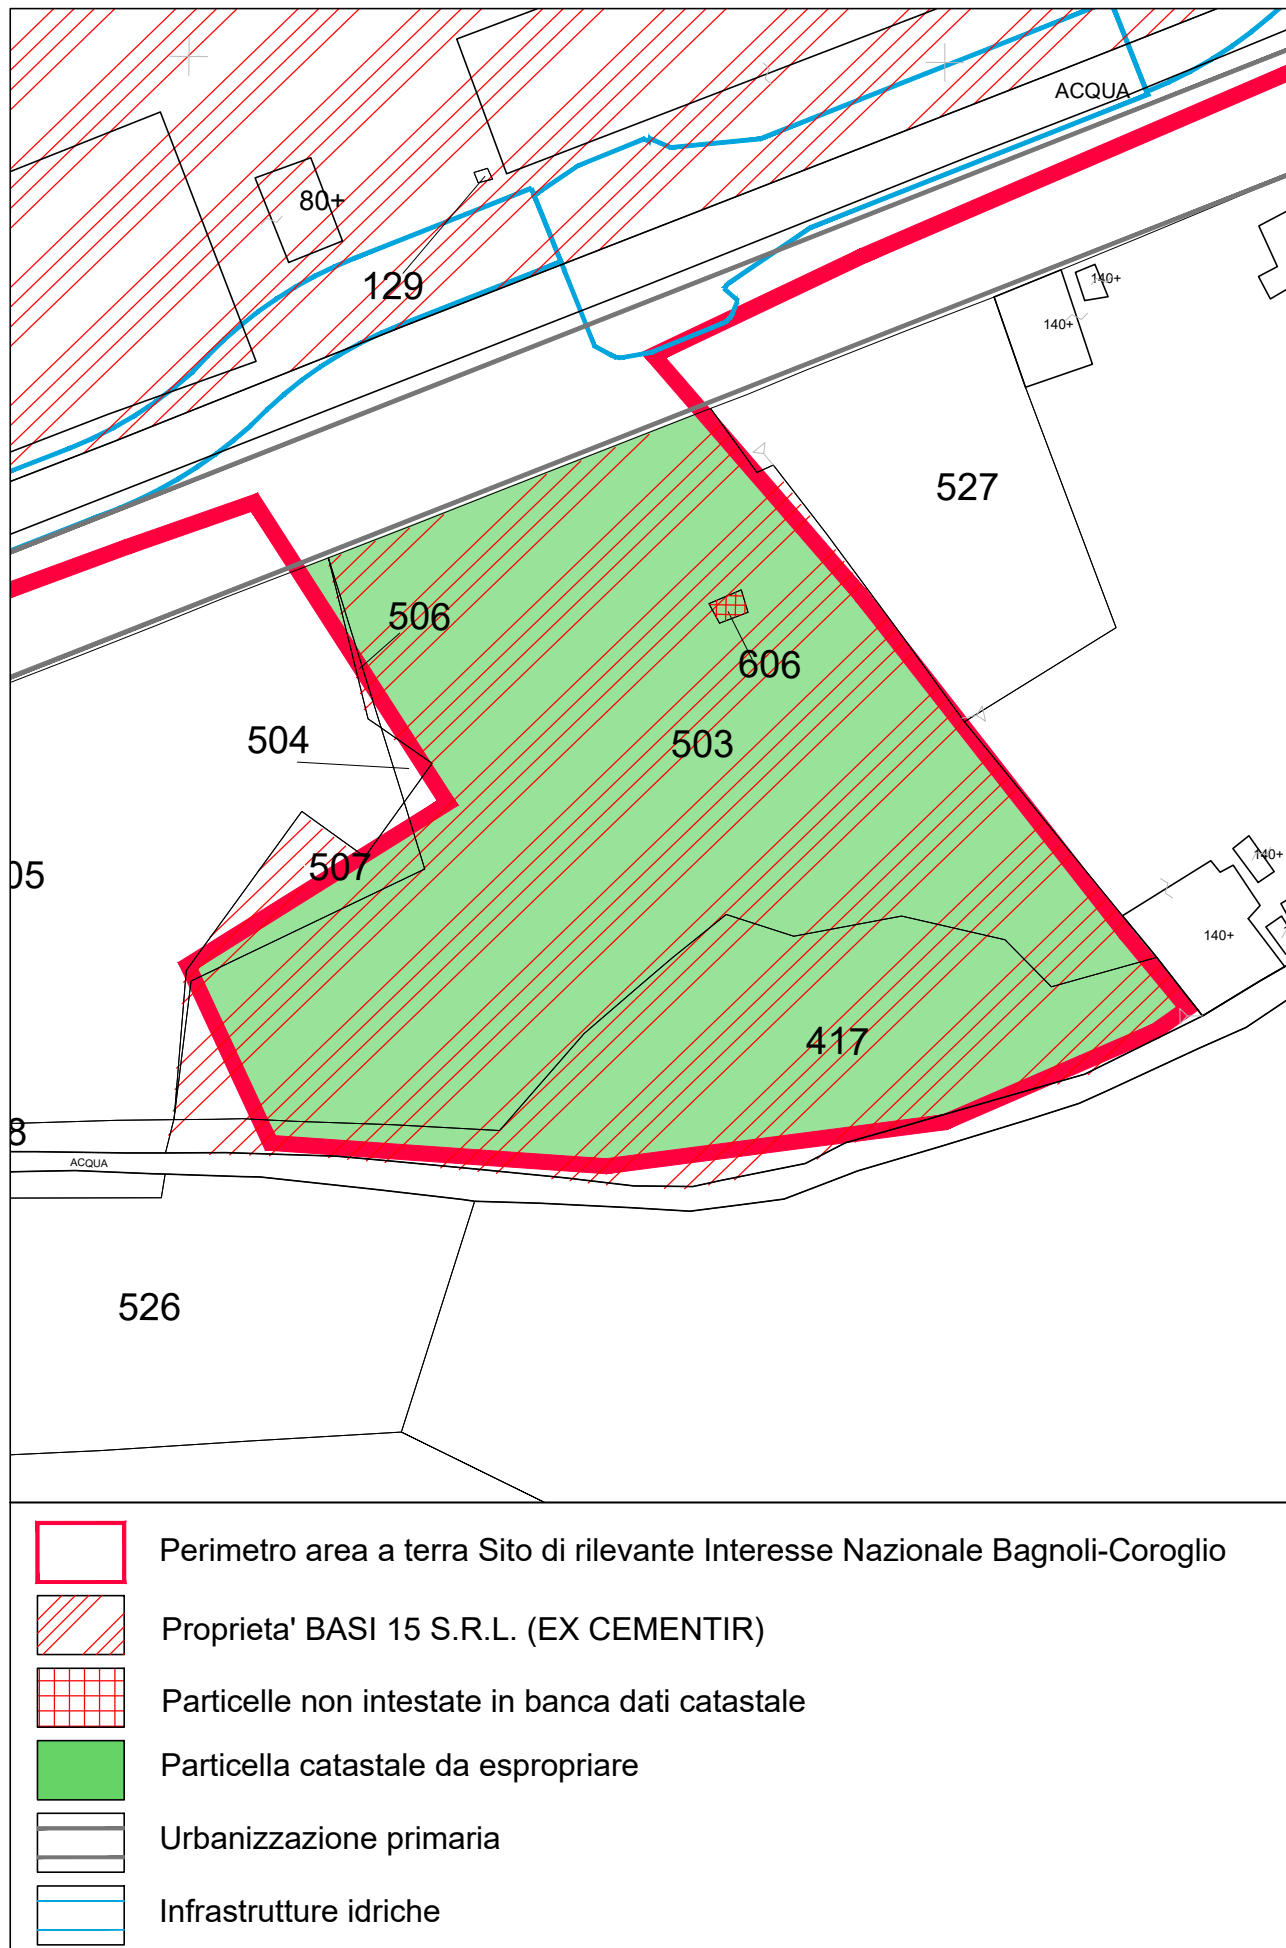 ACQUA
80+
129
140+
140+
527
506
606
503
504
507
05
140+
140+
417
8
ACQUA
526
Perimetro area a terra Sito di rilevante Interesse Nazionale Bagnoli-Coroglio
Proprieta' BASI 15 S.R.L. (EX CEMENTIR)
Particelle non intestate in banca dati catastale
Particella catastale da espropriare
Urbanizzazione primaria
Infrastrutture idriche